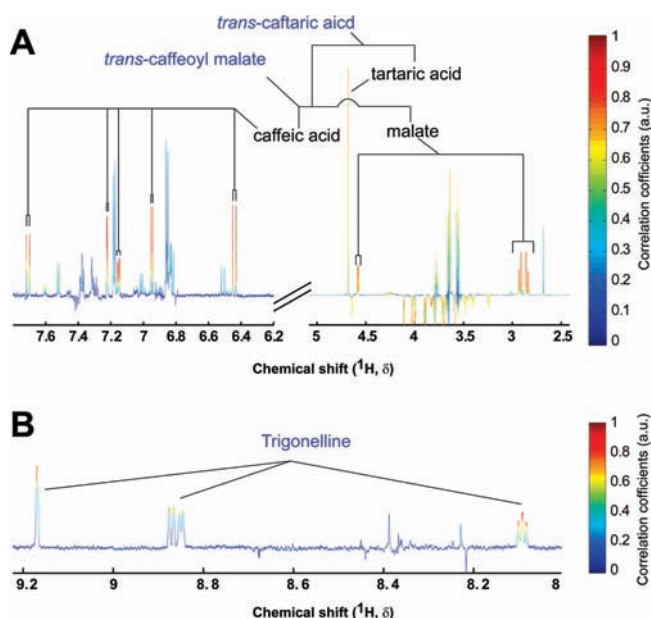 trans-caftaric aicd
A
trans-caffeoyl malate
tartaric acid
caffeic acid
malate
7.6 7.4 7.2 7 6.8 6.6 6.4 6.2 5 4.5 4 3.5 3 2.5
Chemical shift (¹H, δ) Chemical shift (¹H, δ)
1
0.9
0.8
0.7
0.6
0.5
0.4
0.3
0.2
0.1
0
Correlation cofficients (a.u.)
B
Trigonelline
9.2 9 8.8 8.6 8.4 8.2 8
Chemical shift (¹H, δ)
1
0.8
0.6
0.4
0.2
0
Correlation cofficients (a.u.)